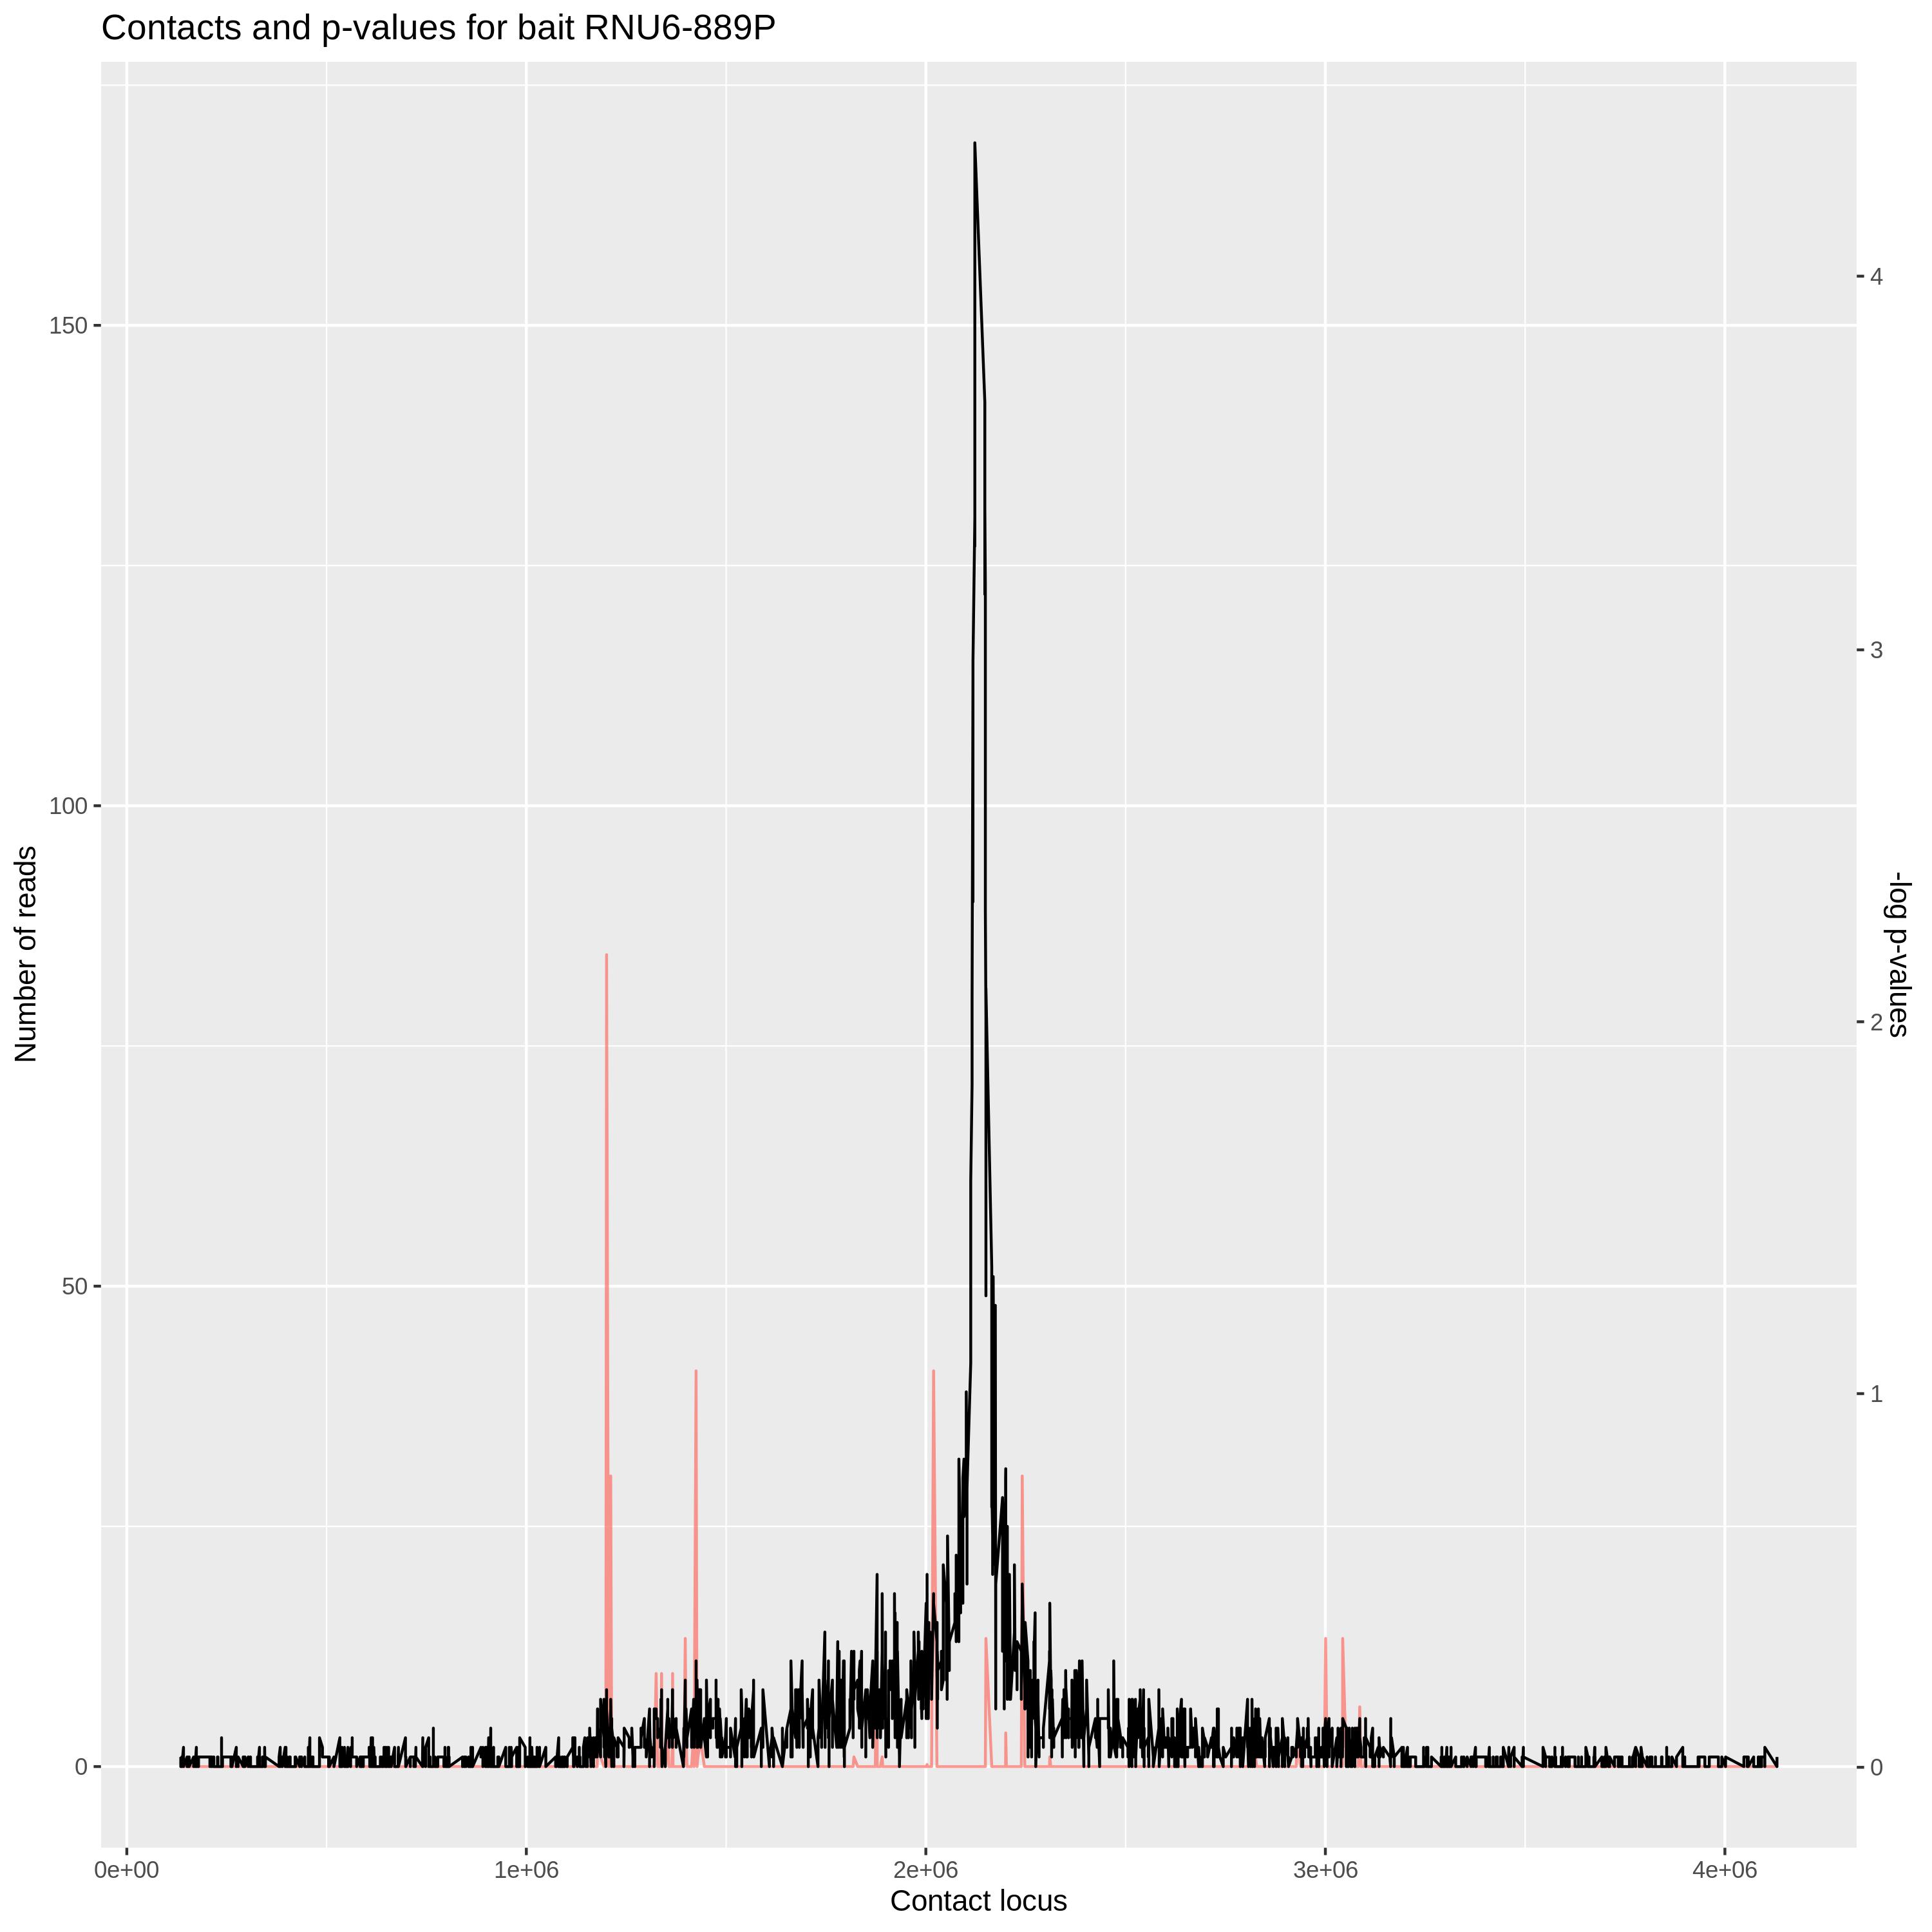 Contacts and p-values for bait RNU6-889P
Number of reads
150
100
50
0
4
3
2
1
0
-log p-values
0e+00 1e+06 2e+06 3e+06 4e+06
Contact locus